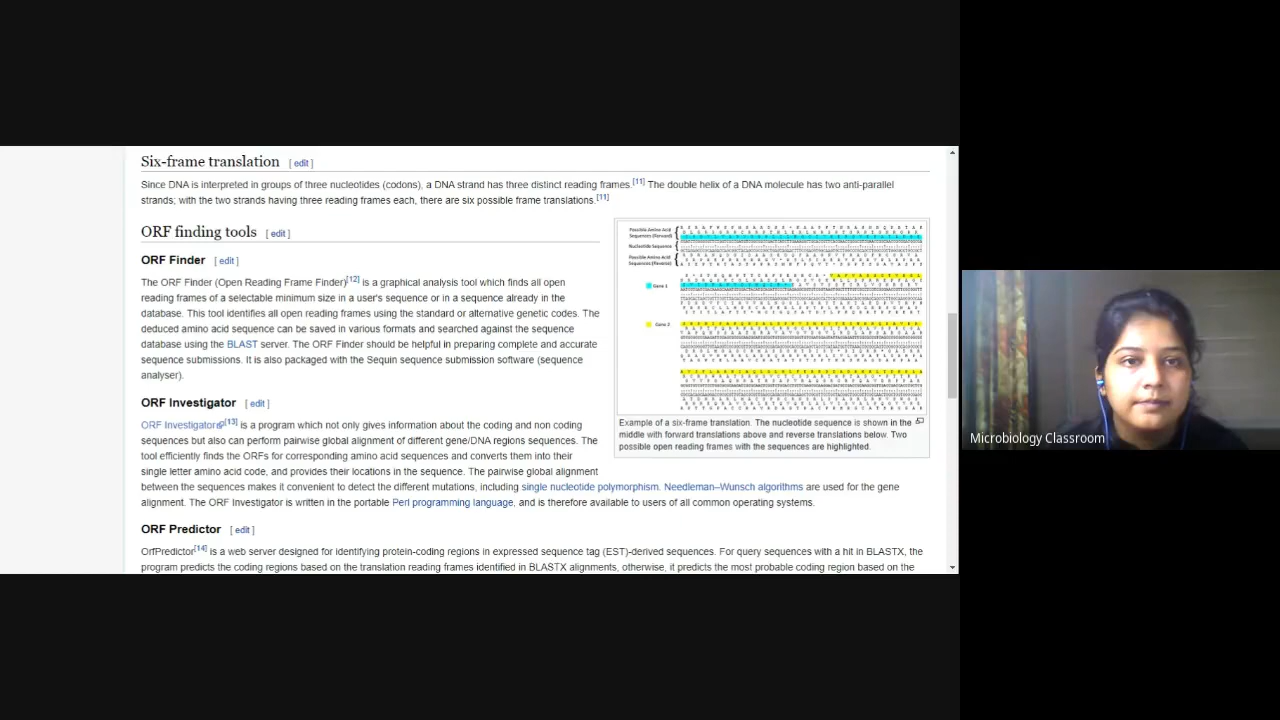 Six-frame translation [ edit ]
Since DNA is interpreted in groups of three nucleotides (codons), a DNA strand has three distinct reading frames.[11] The double helix of a DNA molecule has two anti-parallel
strands; with the two strands having three reading frames each, there are six possible frame translations.[11]
ORF finding tools [ edit ]
ORF Finder [ edit ]
The ORF Finder (Open Reading Frame Finder)[12] is a graphical analysis tool which finds all open
reading frames of a selectable minimum size in a user's sequence or in a sequence already in the
database. This tool identifies all open reading frames using the standard or alternative genetic codes. The
deduced amino acid sequence can be saved in various formats and searched against the sequence
database using the BLAST server. The ORF Finder should be helpful in preparing complete and accurate
sequence submissions. It is also packaged with the Sequin sequence submission software (sequence
analyser).
Possible Amino Acid
Sequences (Forward)
Nucleotide Sequence
Possible Amino Acid
Sequences (Reverse)
Gene 1
Gene 2
Example of a six-frame translation. The nucleotide sequence is shown in the
middle with forward translations above and reverse translations below. Two
possible open reading frames with the sequences are highlighted.
ORF Investigator [ edit ]
ORF Investigator[13] is a program which not only gives information about the coding and non coding
sequences but also can perform pairwise global alignment of different gene/DNA regions sequences. The
tool efficiently finds the ORFs for corresponding amino acid sequences and converts them into their
single letter amino acid code, and provides their locations in the sequence. The pairwise global alignment
between the sequences makes it convenient to detect the different mutations, including single nucleotide polymorphism. Needleman–Wunsch algorithms are used for the gene
alignment. The ORF Investigator is written in the portable Perl programming language, and is therefore available to users of all common operating systems.
ORF Predictor [ edit ]
OrfPredictor[14] is a web server designed for identifying protein-coding regions in expressed sequence tag (EST)-derived sequences. For query sequences with a hit in BLASTX, the
program predicts the coding regions based on the translation reading frames identified in BLASTX alignments, otherwise, it predicts the most probable coding region based on the
Microbiology Classroom